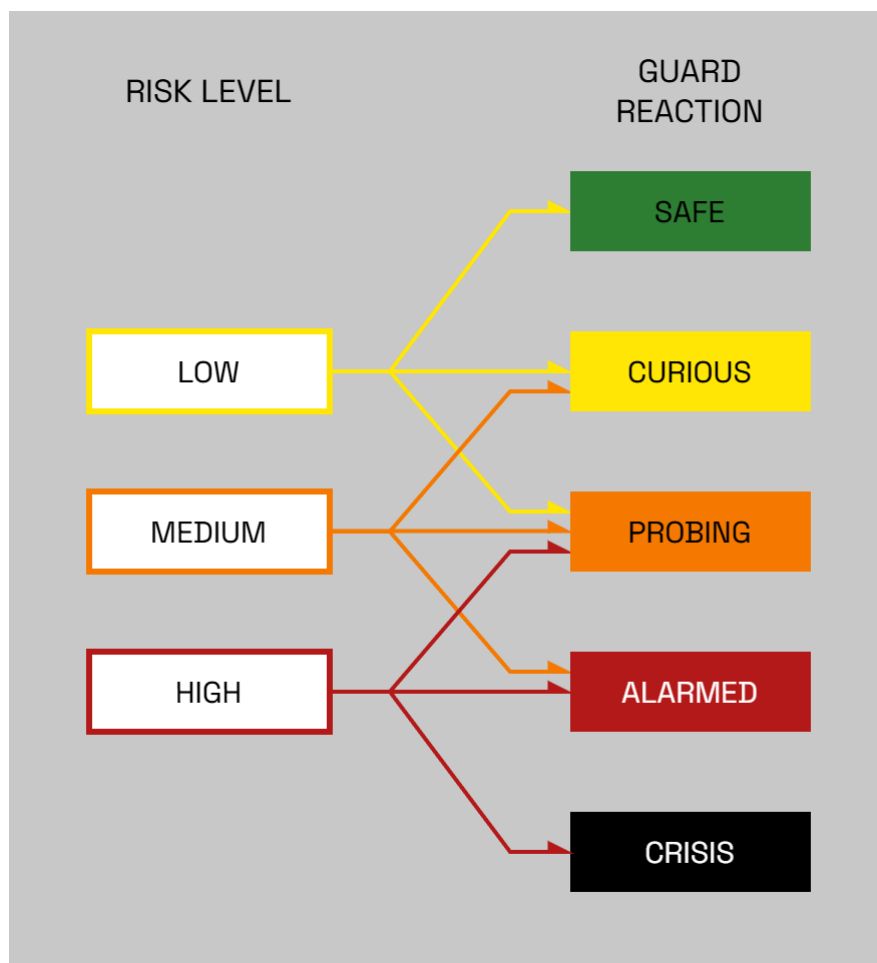 RISK LEVEL
GUARD
REACTION
SAFE
LOW
CURIOUS
MEDIUM
PROBING
HIGH
ALARMED
CRISIS